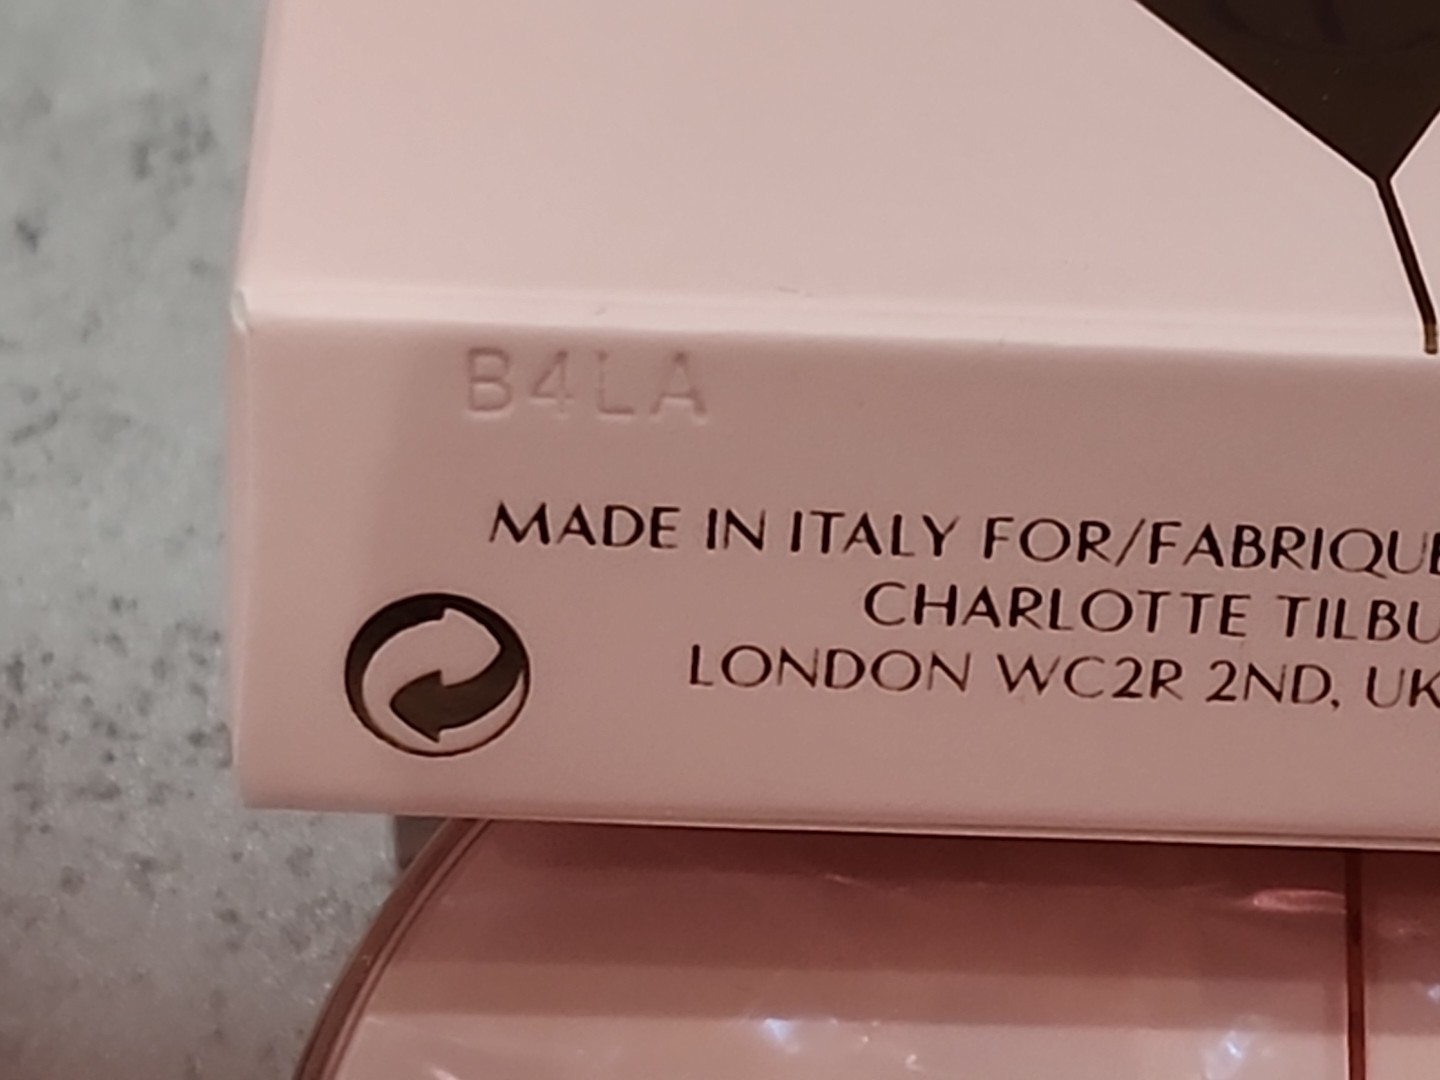 B4LA
MADE IN ITALY FOR/FABRIQUE
CHARLOTTE TILBU
LONDON WC2R 2ND, UK